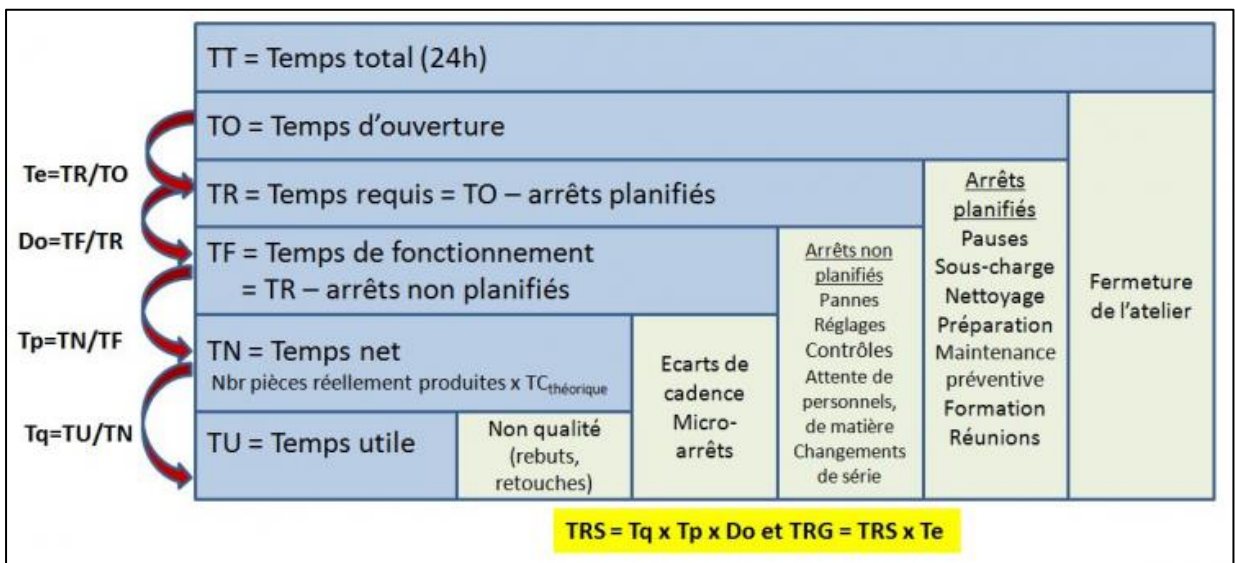 TT = Temps total (24h)
TO = Temps d’ouverture
Te=TR/TO
TR = Temps requis = TO – arrêts planifiés
Do=TF/TR
TF = Temps de fonctionnement
= TR – arrêts non planifiés
Tp=TN/TF
TN = Temps net
Nbr pièces réellement produites x TCthéorique
Tq=TU/TN
TU = Temps utile
Non qualité
(rebuts,
retouches)
Ecarts de
cadence
Micro-
arrêts
Arrêts non
planifiés
Pannes
Réglages
Contrôles
Attente de
personnels,
de matière
Changements
de série
Arrêts
planifiés
Pauses
Sous-charge
Nettoyage
Préparation
Maintenance
préventive
Formation
Réunions
Fermeture
de l’atelier
TRS = Tq x Tp x Do et TRG = TRS x Te